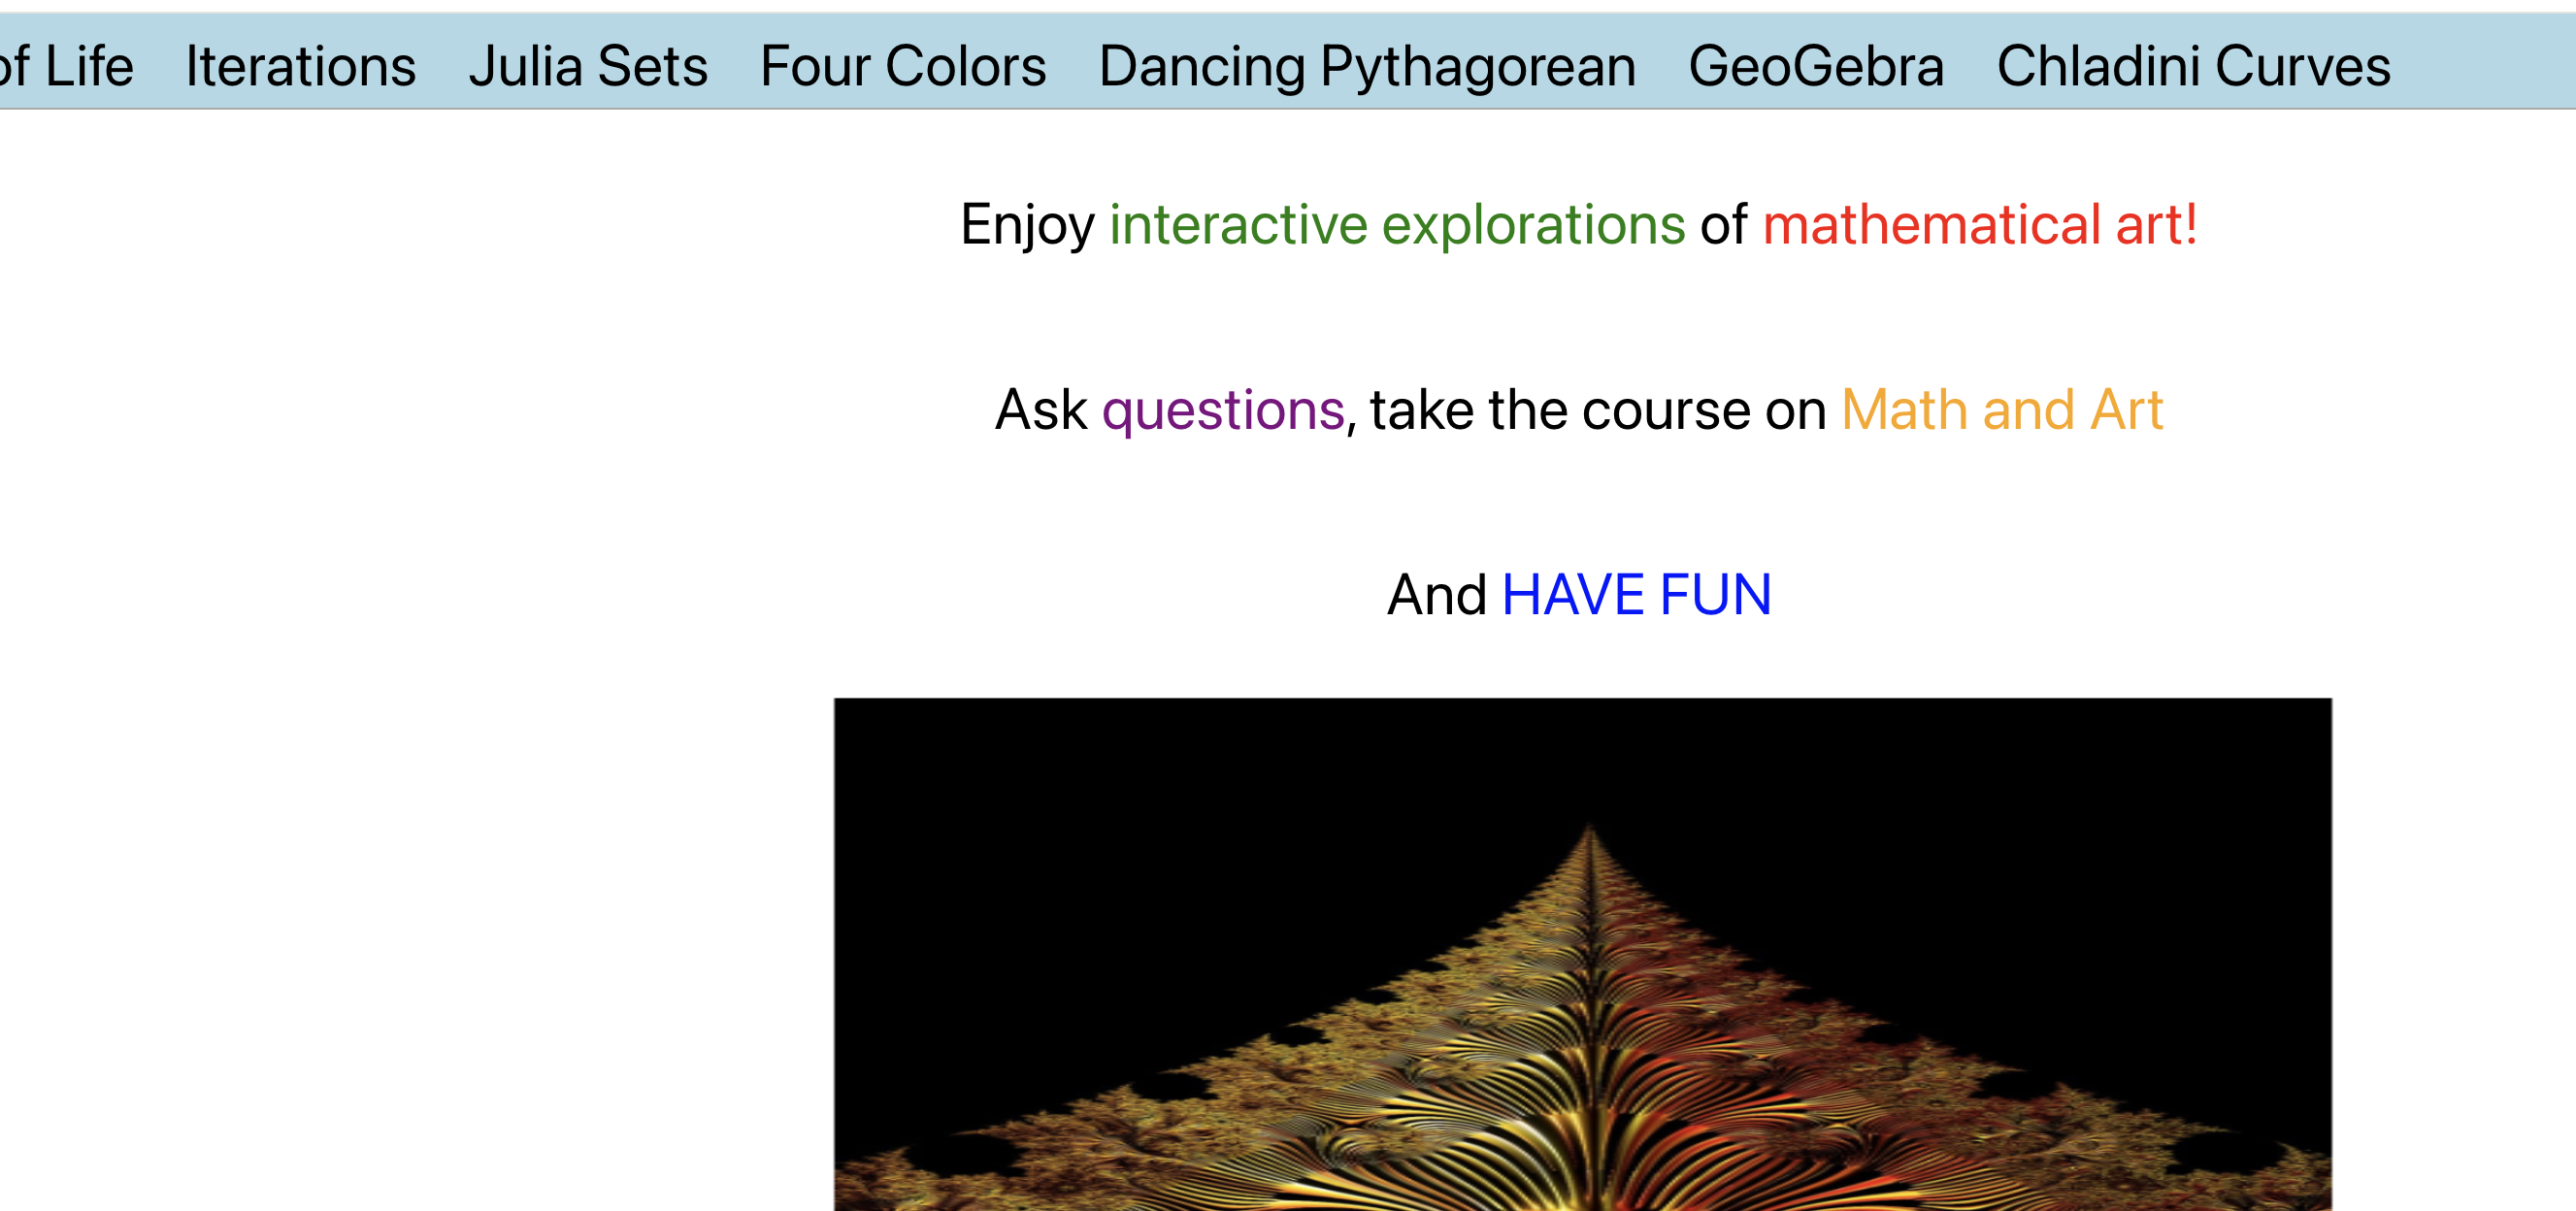 of Life Iterations Julia Sets Four Colors Dancing Pythagorean GeoGebra Chladini Curves
Enjoy interactive explorations of mathematical art!
Ask questions, take the course on Math and Art
And HAVE FUN